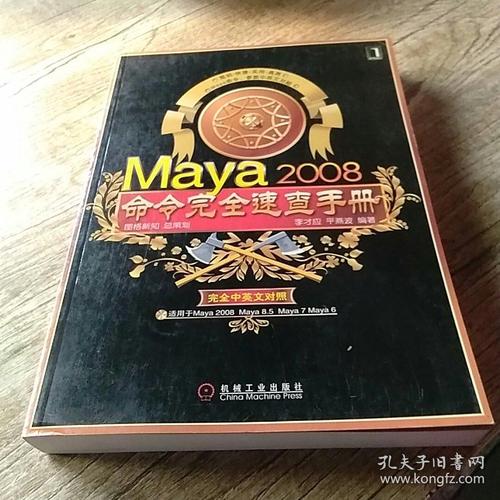 Maya 2008
命令完全速查手册
图格新知 总策划
李才应 平燕波 编著
完全中英文对照
适用于Maya 2008 Maya 8.5 Maya 7 Maya 6
机械工业出版社
China Machine Press
孔夫子旧书网
www.kongfz.com